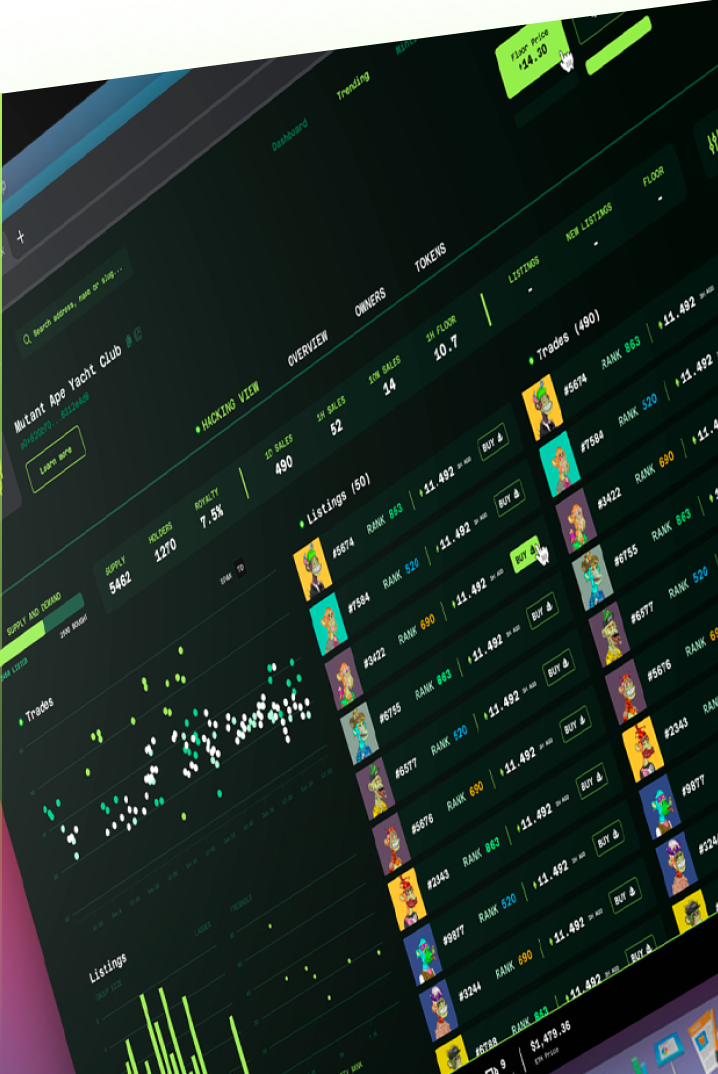 Minting
Trending
Dashboard
Floor Price
14.30
Search address, name or slug...
Mutant Ape Yacht Club
Learn more
HACKING VIEW
OVERVIEW
OWNERS
TOKENS
SUPPLY
5462
HOLDERS
1270
ROYALTY
7.5%
1D SALES
490
1H SALES
52
10M SALES
14
1H FLOOR
10.7
LISTINGS
-
NEW LISTINGS
-
FLOOR
-
SUPPLY AND DEMAND
Trades
Listings (50)
#5674 RANK 863 11.492 BUY
#7584 RANK 520 11.492 BUY
#3422 RANK 690 11.492 BUY
#6755 RANK 863 11.492 BUY
#6577 RANK 520 11.492 BUY
#5676 RANK 690 11.492 BUY
#2343 RANK 863 11.492 BUY
#9877 RANK 520 11.492 BUY
#3244 RANK 690 11.492 BUY
#6788 RANK 863 11.492 BUY
Trades (490)
#5674 RANK 863 11.492
#7584 RANK 520 11.492
#3422 RANK 690 11.4
#6755 RANK 863
#6577 RANK 520
#5676 RANK
#2343
#9877
Listings
$1,479.36
ETH Price